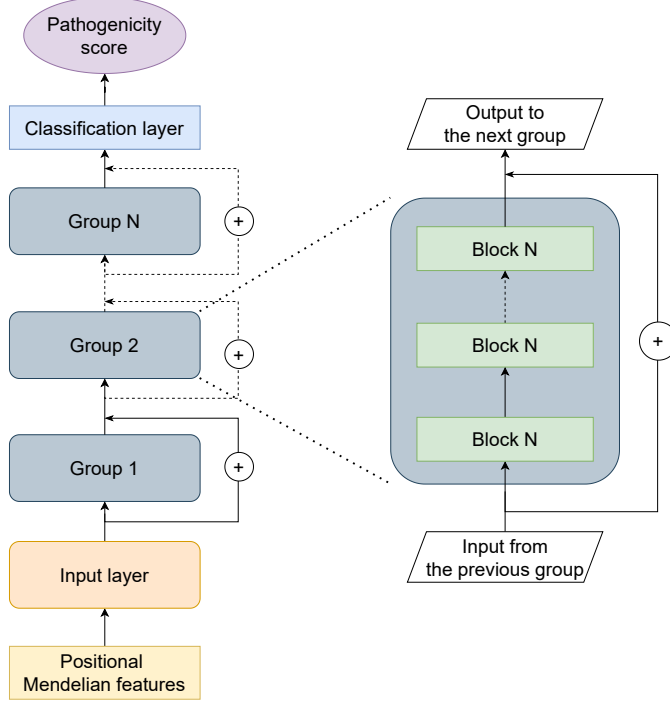 Pathogenicity
score
Classification layer
Group N
+
Group 2
+
Group 1
+
Input layer
Positional
Mendelian features
Output to
the next group
Block N
Block N
+
Block N
Input from
the previous group